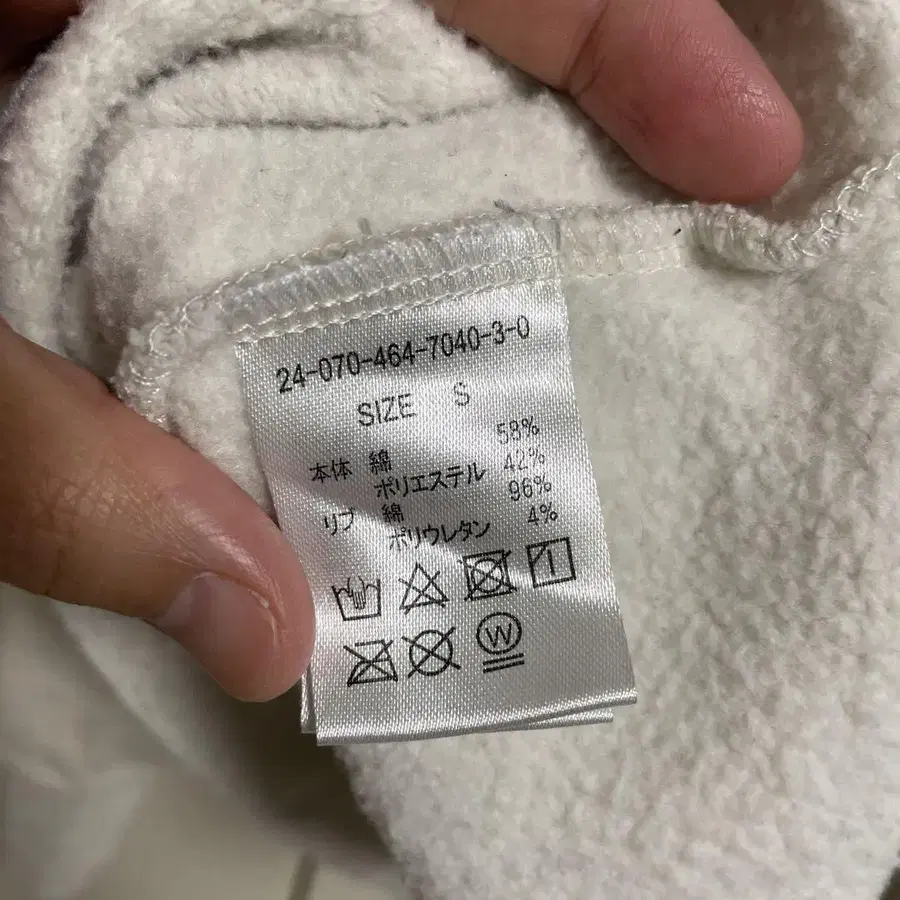 24-070-464-7040-3-0
SIZE S
本体 綿 58%
ポリエステル 42%
リブ 綿 96%
ポリウレタン 4%
W